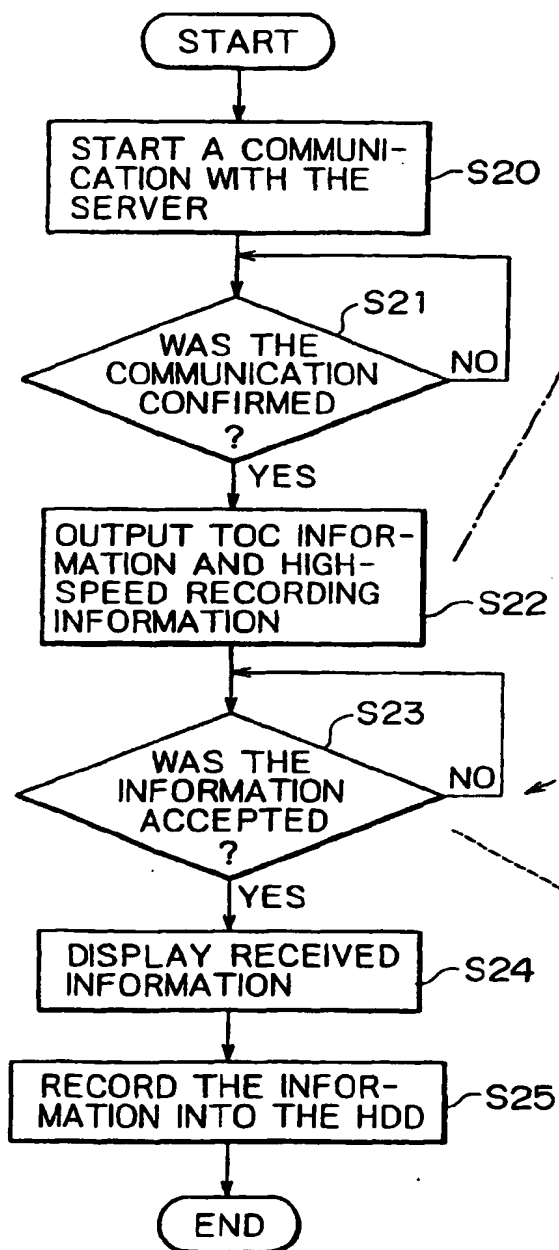 START
START A COMMUNI-
CATION WITH THE
SERVER
S20
S21
WAS THE
COMMUNICATION
CONFIRMED
?
NO
YES
OUTPUT TOC INFOR-
MATION AND HIGH-
SPEED RECORDING
INFORMATION
S22
S23
WAS THE
INFORMATION
ACCEPTED
?
NO
YES
DISPLAY RECEIVED
INFORMATION
S24
RECORD THE INFOR-
MATION INTO THE HDD
S25
END